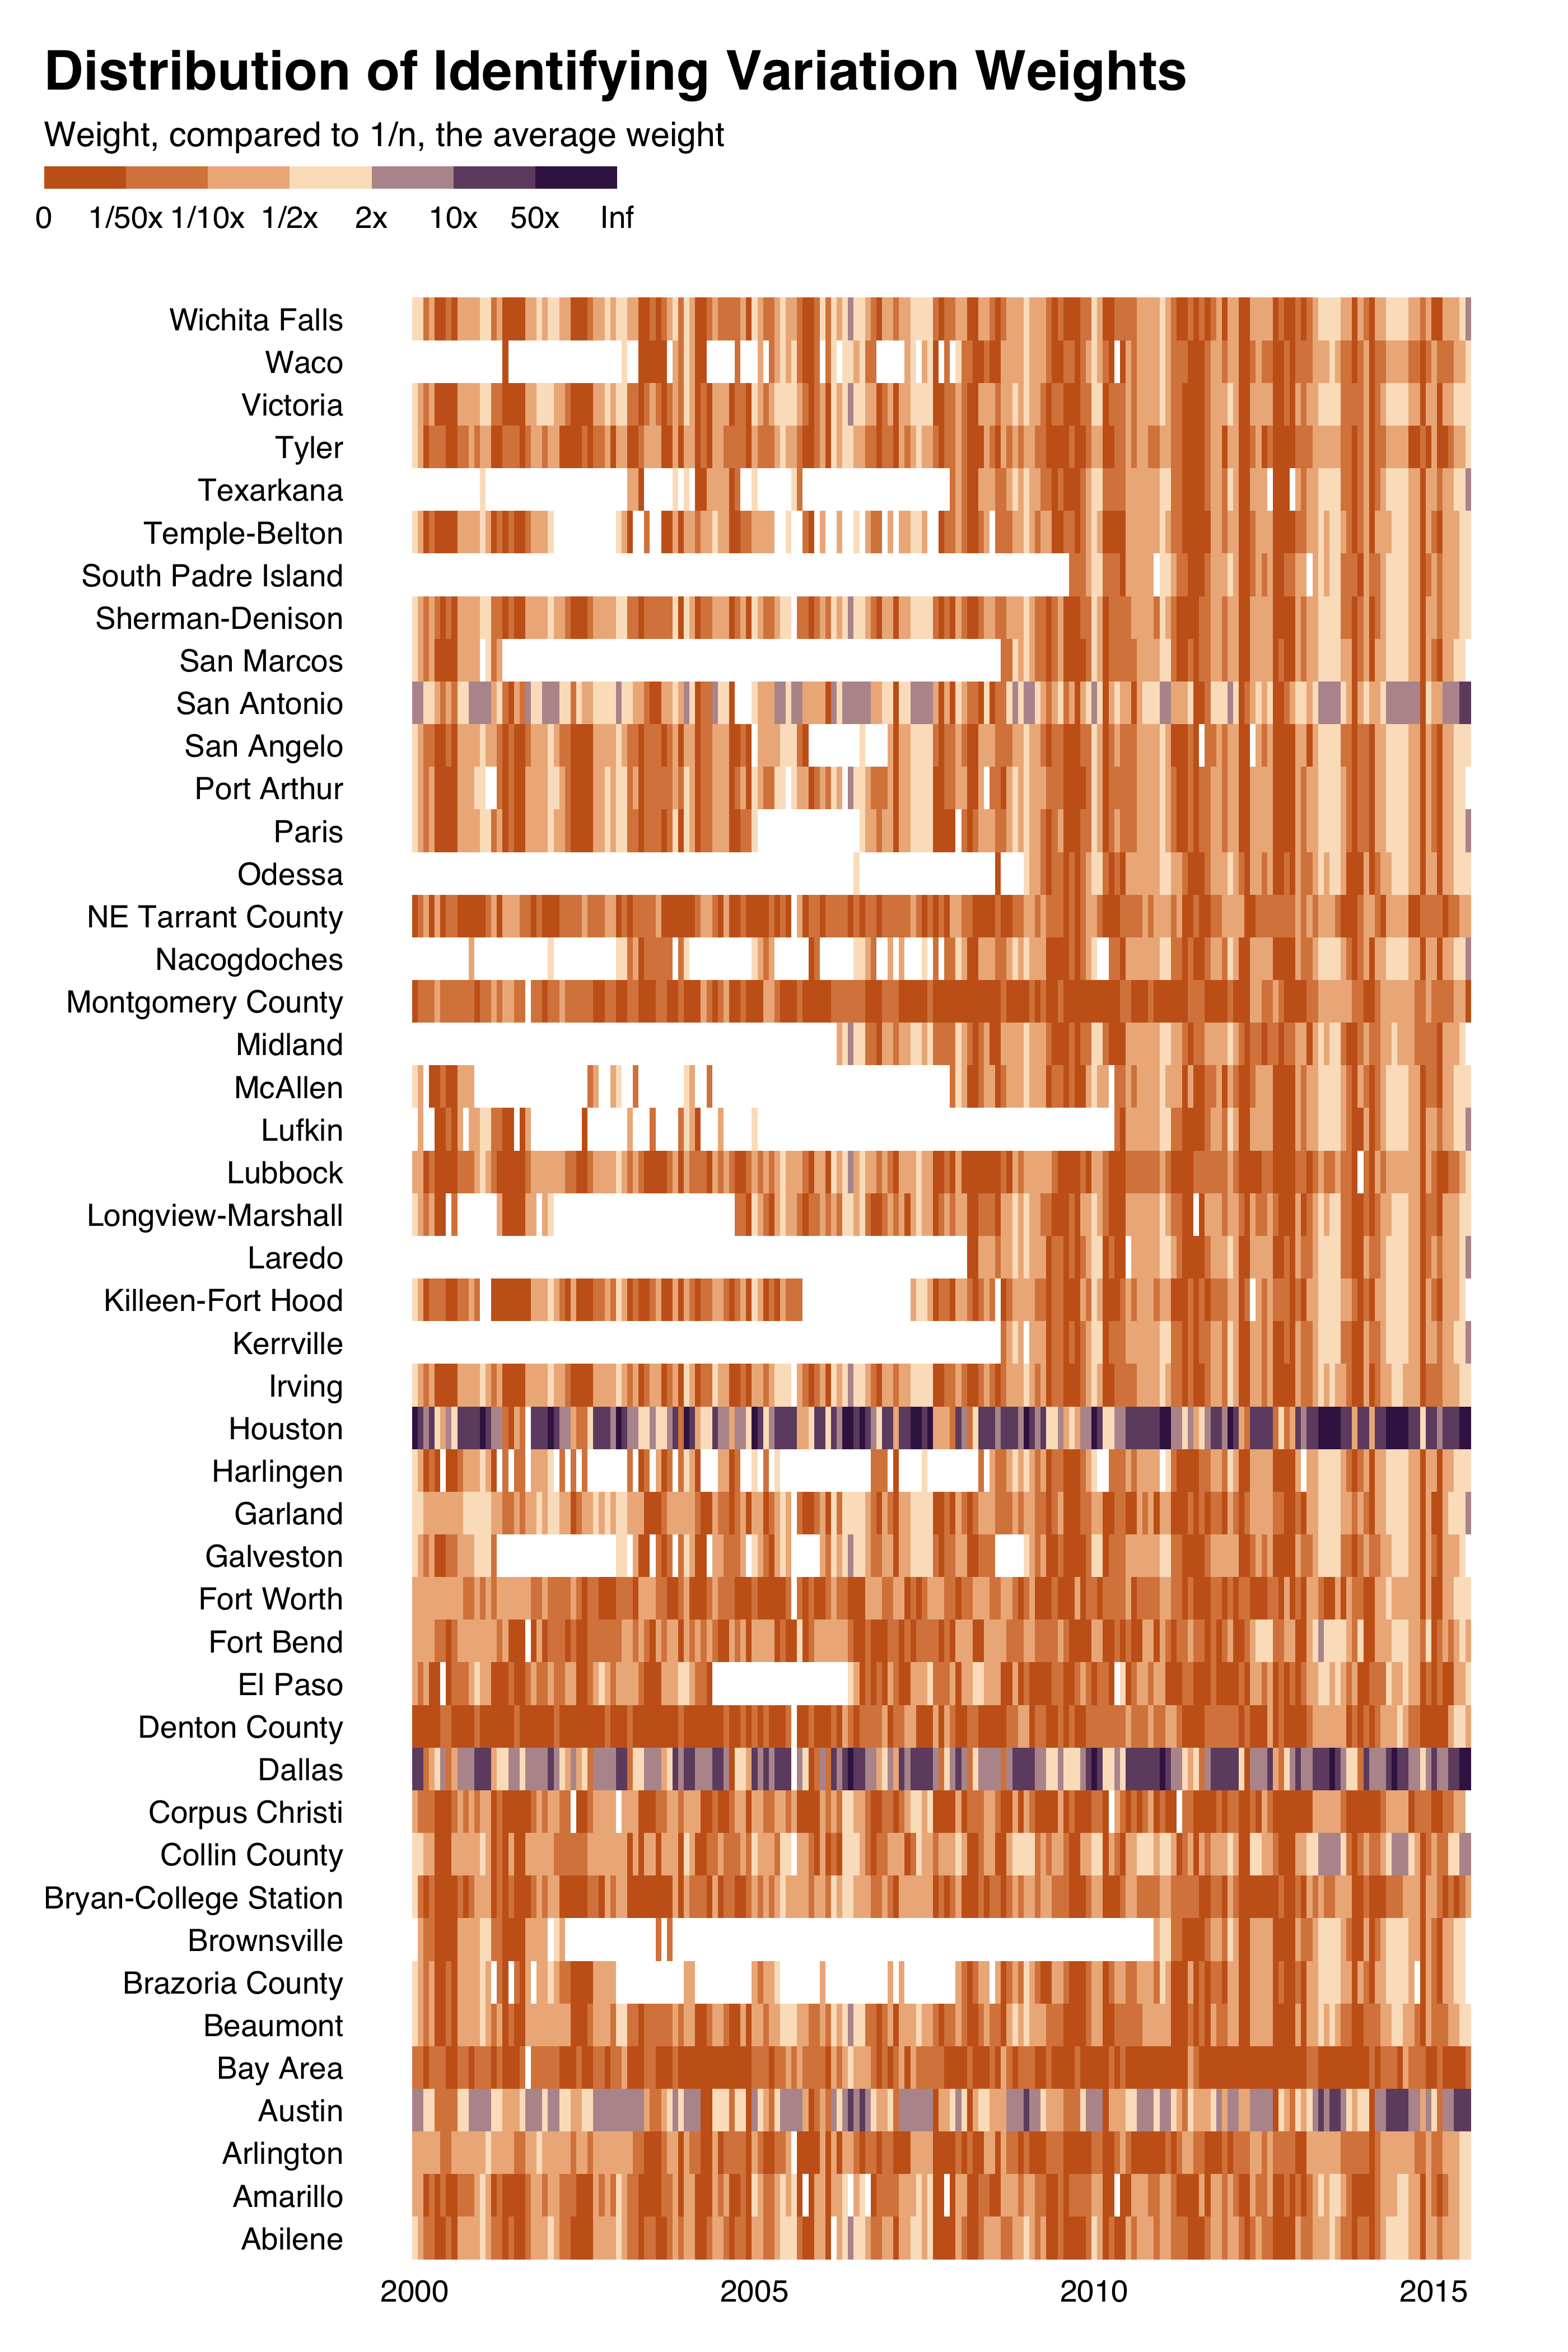 Distribution of Identifying Variation Weights
Weight, compared to 1/n, the average weight
0 1/50x 1/10x 1/2x 2x 10x 50x Inf
Wichita Falls
Waco
Victoria
Tyler
Texarkana
Temple-Belton
South Padre Island
Sherman-Denison
San Marcos
San Antonio
San Angelo
Port Arthur
Paris
Odessa
NE Tarrant County
Nacogdoches
Montgomery County
Midland
McAllen
Lufkin
Lubbock
Longview-Marshall
Laredo
Killeen-Fort Hood
Kerrville
Irving
Houston
Harlingen
Garland
Galveston
Fort Worth
Fort Bend
El Paso
Denton County
Dallas
Corpus Christi
Collin County
Bryan-College Station
Brownsville
Brazoria County
Beaumont
Bay Area
Austin
Arlington
Amarillo
Abilene
2000 2005 2010 2015